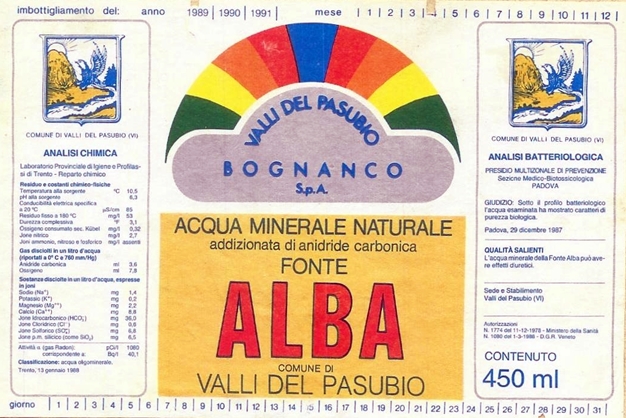 imbottigliamento del: anno 1989 | 1990 | 1991 | mese | 1 | 2 | 3 | 4 | 5 | 6 | 7 | 8 | 9 | 10 | 11 | 12 |
COMUNE DI VALLI DEL PASUBIO (VI)
ANALISI CHIMICA
Laboratorio Provinciale di Igiene e Profilas-
si di Trento - Reparto chimico
Residuo e costanti chimico-fisiche
Temperatura alla sorgente °C 10,5
pH alla sorgente 6,3
Conducibilità elettrica specifica
a 20 °C µS/cm 85
Residuo fisso a 180 °C mg/l 53
Durezza complessiva °F 3,1
Ossigeno consumato sec. Kübel mg/l 0,32
Jone nitrico mg/l 2,7
Joni ammonio, nitroso e fosforico mg/l assenti
Gas disciolti in un litro d'acqua
(riportati a 0° C e 760 mm/Hg)
Anidride carbonica ml 3,6
Ossigeno ml 7,8
Sostanze disciolte in un litro d'acqua, espresse
in joni
Sodio (Na⁺) mg 1,4
Potassio (K⁺) mg 0,2
Magnesio (Mg⁺⁺) mg 2,2
Calcio (Ca⁺⁺) mg 8,8
Jone Idrocarbonico (HCO₃⁻) mg 36,0
Jone Cloridrico (Cl⁻) mg 0,6
Jone Solforico (SO₄⁻) mg 6,5
Jone p.m. silicico (come SiO₂) mg 6,5
Attività α (gas Radon): pCi/l 1080
corrispondente a: Bq/l 40,1
Classificazione: acqua oligominerale.
Trento, 13 gennaio 1988
VALLI DEL PASUBIO
BOGNANCO
S.p.A.
ACQUA MINERALE NATURALE
addizionata di anidride carbonica
FONTE
ALBA
COMUNE DI
VALLI DEL PASUBIO
COMUNE DI VALLI DEL PASUBIO (VI)
ANALISI BATTERIOLOGICA
PRESIDIO MULTIZONALE DI PREVENZIONE
Sezione Medico-Biotossicologica
PADOVA
GIUDIZIO: Sotto il profilo batteriologico
l'acqua esaminata ha mostrato caratteri di
purezza biologica.
Padova, 29 dicembre 1987
QUALITÀ SALIENTI
L'acqua minerale della Fonte Alba può ave-
re effetti diuretici.
Sede e Stabilimento
Valli del Pasubio (VI)
Autorizzazioni
N. 1774 del 11-12-1978 - Ministero della Sanità
N. 1080 del 1-3-1988 - D.G.R. Veneto
CONTENUTO
450 ml
giorno | 1 | 2 | 3 | 4 | 5 | 6 | 7 | 8 | 9 | 10 | 11 | 12 | 13 | 14 | 15 | 16 | 17 | 18 | 19 | 20 | 21 | 22 | 23 | 24 | 25 | 26 | 27 | 28 | 29 | 30 | 31 |